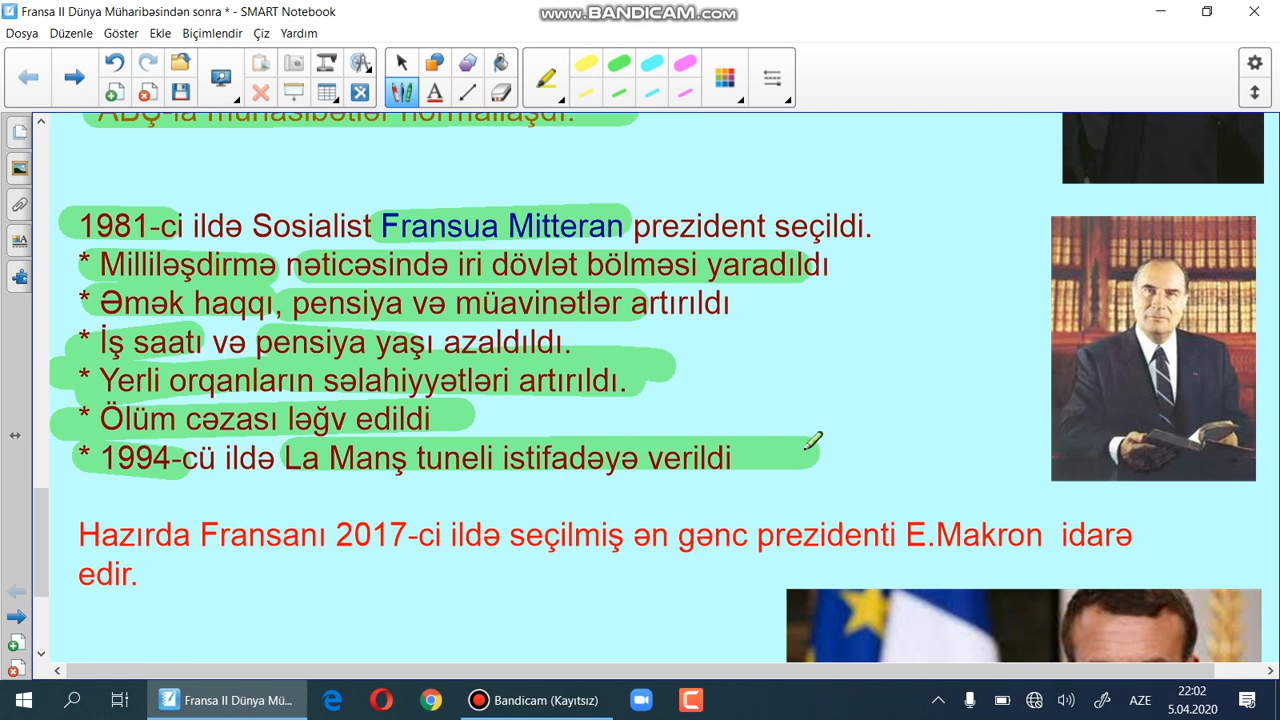 Fransa II Dünya Müharibəsindən sonra * - SMART Notebook
www.BANDICAM.com
Dosya Düzenle Göster Ekle Biçimlendir Çiz Yardım
ABŞ-la münasibətlər normallaşdı.
1981-ci ildə Sosialist Fransua Mitteran prezident seçildi.
* Milliləşdirmə nəticəsində iri dövlət bölməsi yaradıldı
* Əmək haqqı, pensiya və müavinətlər artırıldı
* İş saatı və pensiya yaşı azaldıldı.
* Yerli orqanların səlahiyyətləri artırıldı.
* Ölüm cəzası ləğv edildi
* 1994-cü ildə La Manş tuneli istifadəyə verildi
Hazırda Fransanı 2017-ci ildə seçilmiş ən gənc prezidenti E.Makron idarə
edir.
Fransa II Dünya Mü... Bandicam (Kayıtsız) AZE 22:02
5.04.2020